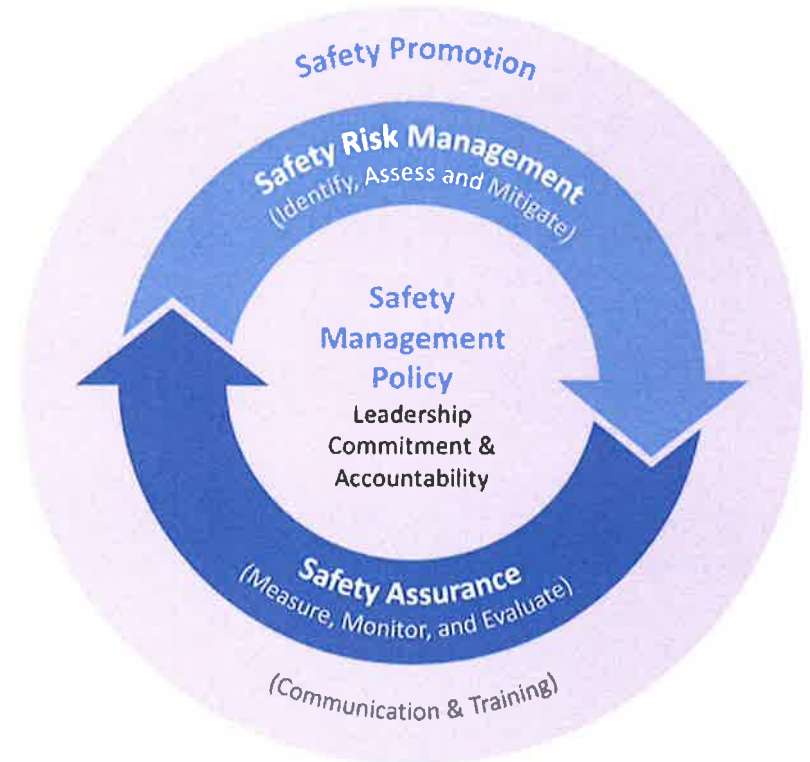 Safety Promotion
Safety Risk Management
(Identify, Assess and Mitigate)
Safety
Management
Policy
Leadership
Commitment &
Accountability
Safety Assurance
(Measure, Monitor, and Evaluate)
(Communication & Training)